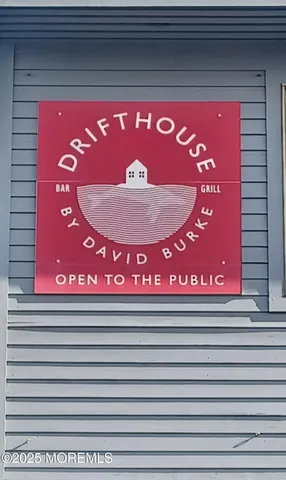 DRIFTHOUSE
BAR GRILL
BY DAVID BURKE
OPEN TO THE PUBLIC
©2025 MOREMLS